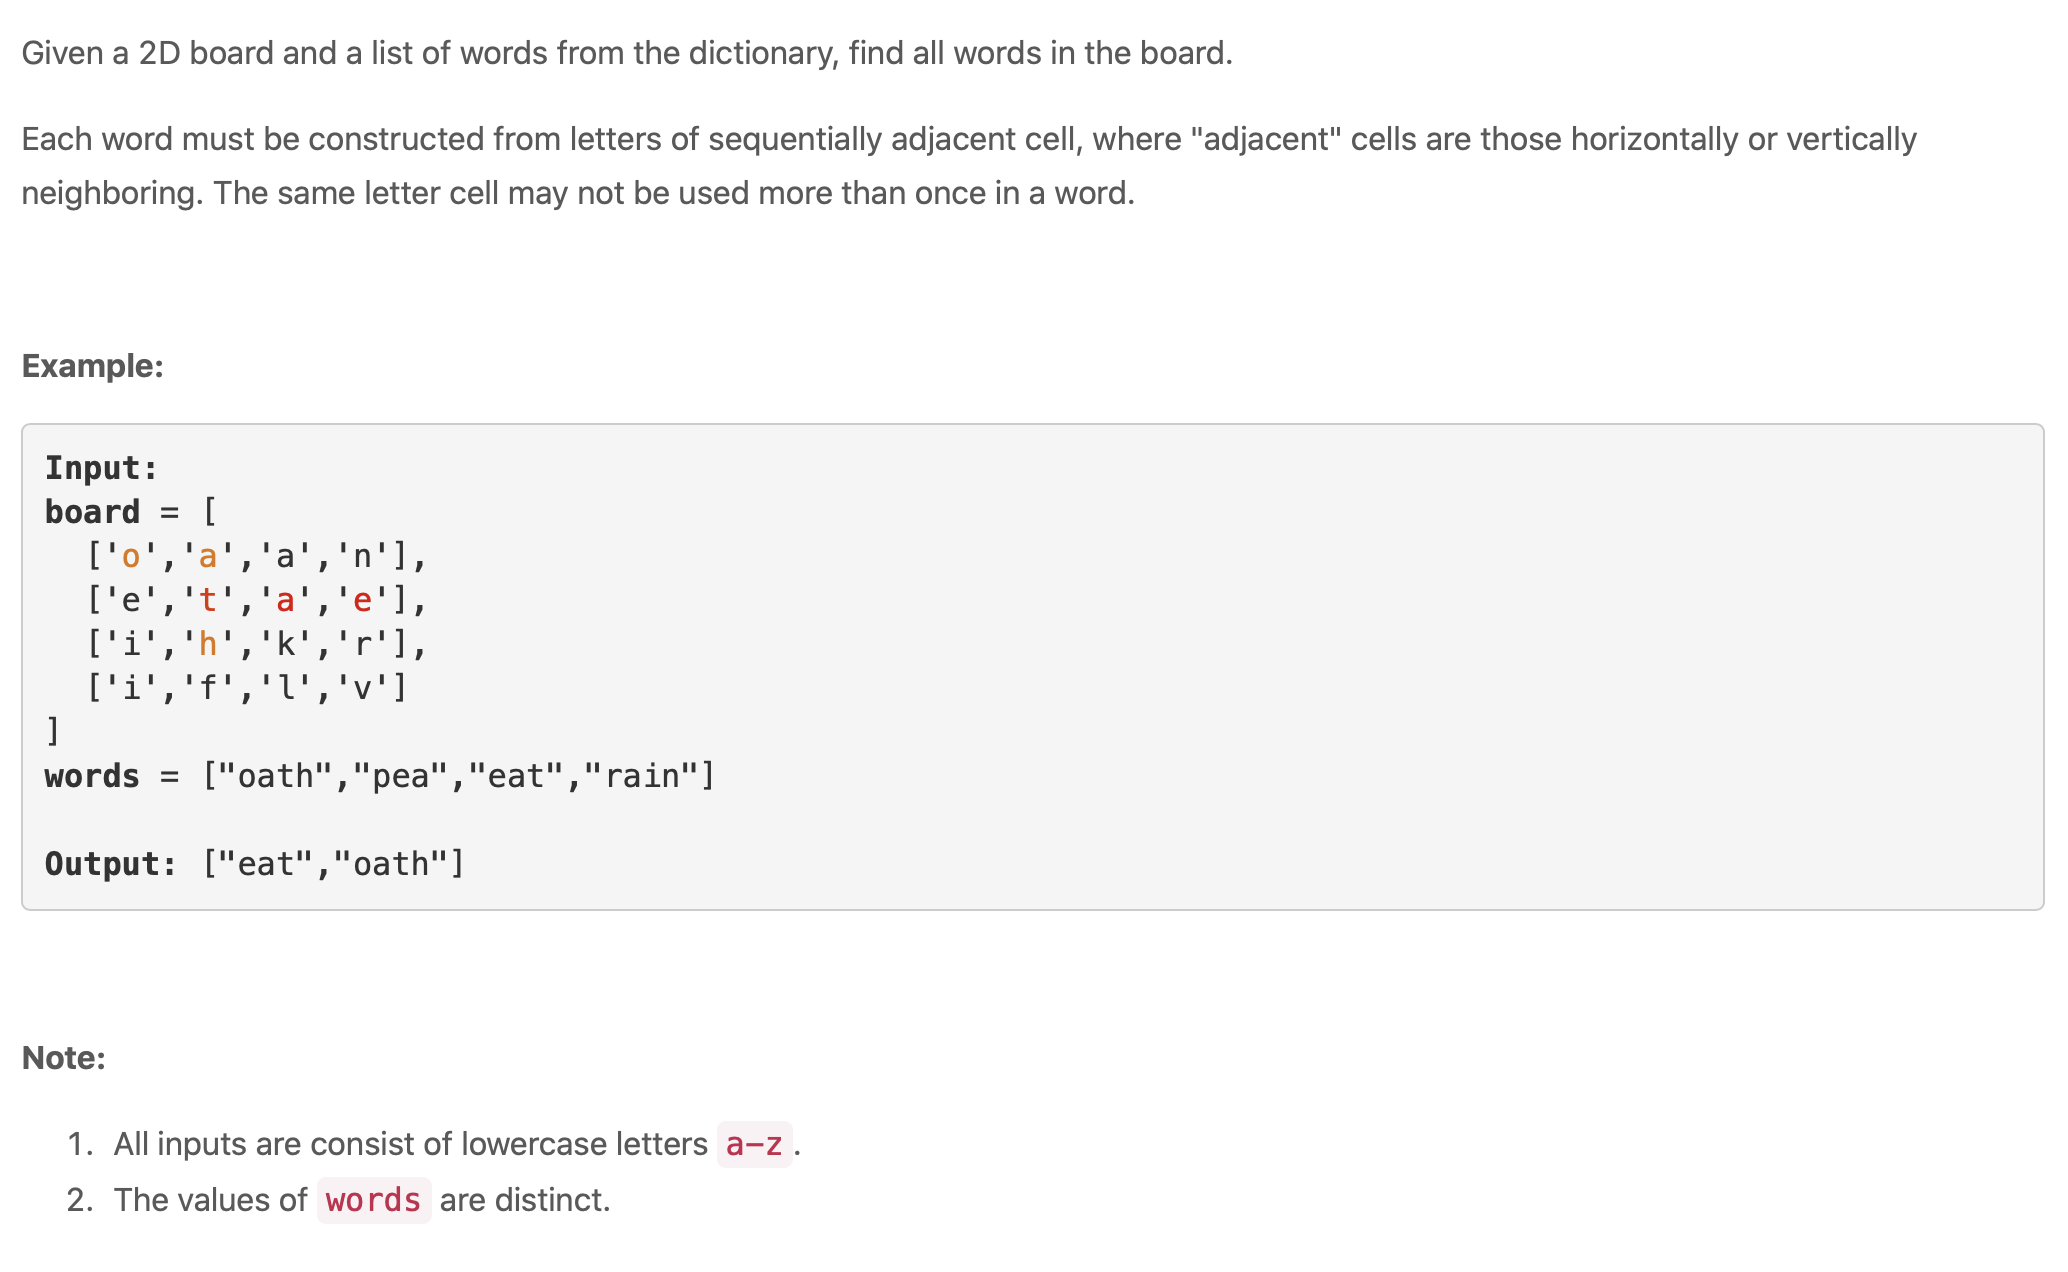 Given a 2D board and a list of words from the dictionary, find all words in the board.
Each word must be constructed from letters of sequentially adjacent cell, where "adjacent" cells are those horizontally or vertically
neighboring. The same letter cell may not be used more than once in a word.
Example:
Input:
board = [
  ['o','a','a','n'],
  ['e','t','a','e'],
  ['i','h','k','r'],
  ['i','f','l','v']
]
words = ["oath","pea","eat","rain"]
Output: ["eat","oath"]
Note:
1. All inputs are consist of lowercase letters a-z.
2. The values of words are distinct.